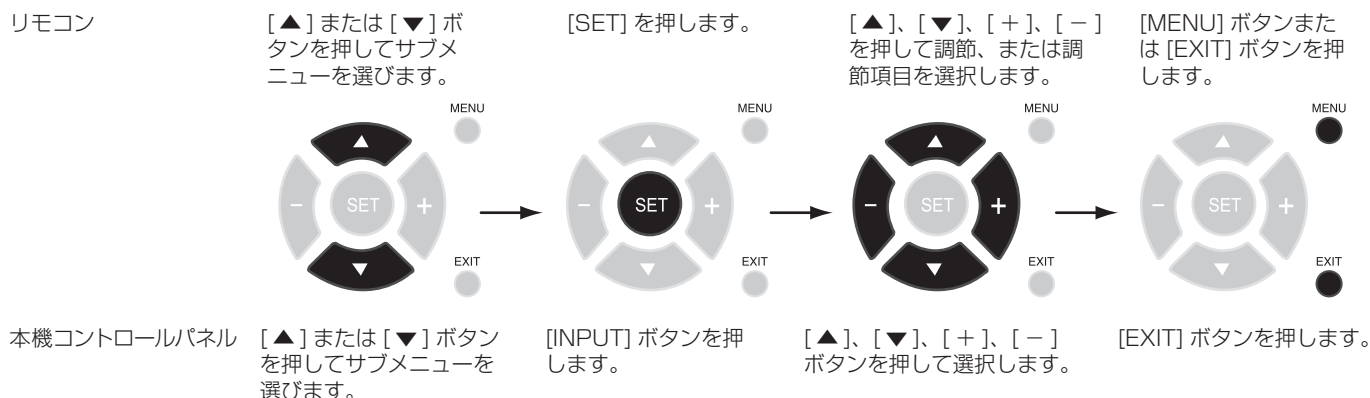 リモコン
[ ▲ ] または [ ▼ ] ボ
タンを押してサブメ
ニューを選びます。
[SET] を押します。
[ ▲ ]、[ ▼ ]、[ + ]、[ − ]
を押して調節、または調
節項目を選択します。
[MENU] ボタンまた
は [EXIT] ボタンを押
します。
MENU
▲
− SET +
▼
EXIT
MENU
▲
− SET +
▼
EXIT
MENU
▲
− SET +
▼
EXIT
MENU
▲
− SET +
▼
EXIT
本機コントロールパネル
[ ▲ ] または [ ▼ ] ボタン
を押してサブメニューを
選びます。
[INPUT] ボタンを押
します。
[ ▲ ]、[ ▼ ]、[ + ]、[ − ]
ボタンを押して選択します。
[EXIT] ボタンを押します。